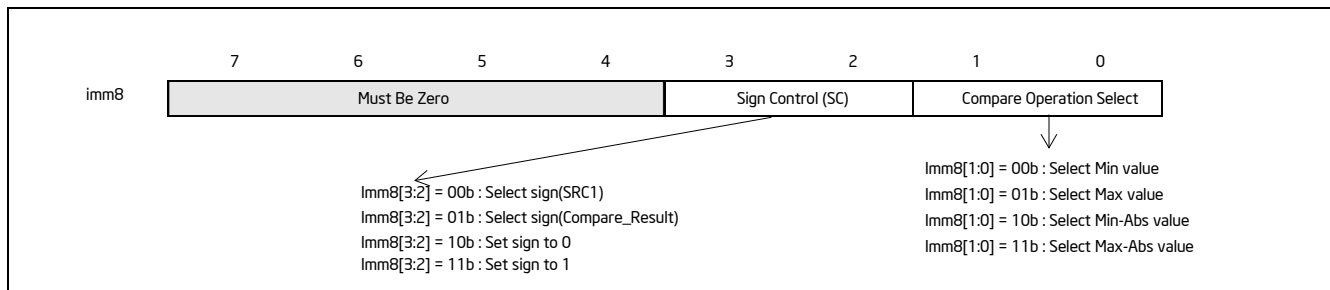 7 6 5 4 3 2 1 0
imm8 Must Be Zero Sign Control (SC) Compare Operation Select
Imm8[3:2] = 00b : Select sign(SRC1)
Imm8[3:2] = 01b : Select sign(Compare_Result)
Imm8[3:2] = 10b : Set sign to 0
Imm8[3:2] = 11b : Set sign to 1
Imm8[1:0] = 00b : Select Min value
Imm8[1:0] = 01b : Select Max value
Imm8[1:0] = 10b : Select Min-Abs value
Imm8[1:0] = 11b : Select Max-Abs value